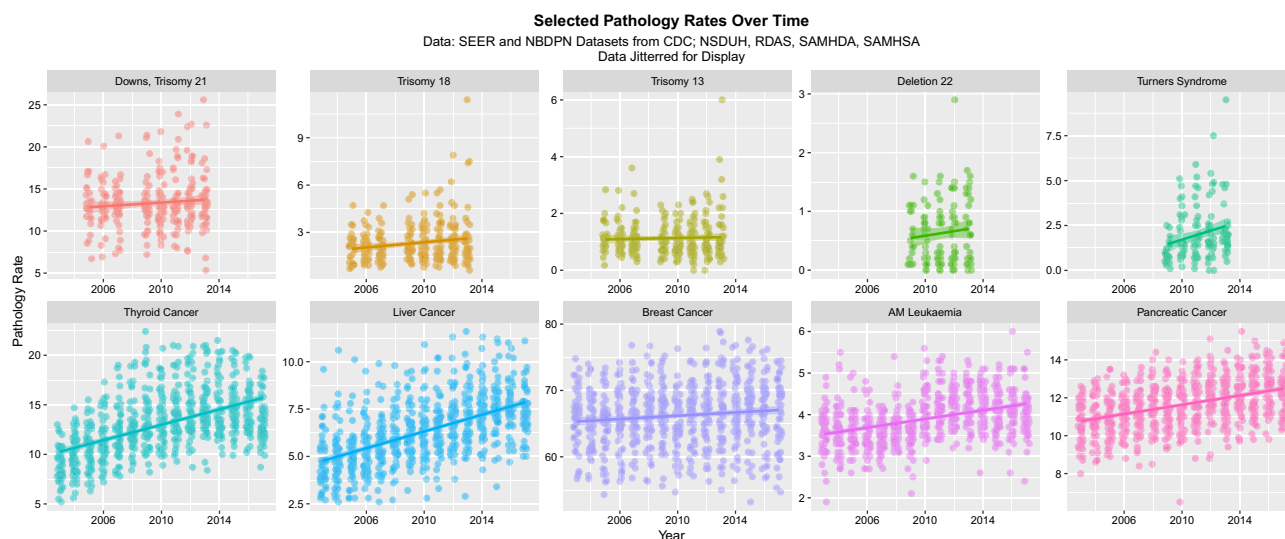 Selected Pathology Rates Over Time
Data: SEER and NBDPN Datasets from CDC; NSDUH, RDAS, SAMHDA, SAMHSA
Data Jitterred for Display
Downs, Trisomy 21
Trisomy 18
Trisomy 13
Deletion 22
Turners Syndrome
25
20
15
10
5
9
6
3
6
4
2
0
3
2
1
0
7.5
5.0
2.5
0.0
2006 2010 2014
2006 2010 2014
2006 2010 2014
2006 2010 2014
2006 2010 2014
Pathology Rate
Thyroid Cancer
Liver Cancer
Breast Cancer
AM Leukaemia
Pancreatic Cancer
20
15
10
5
10.0
7.5
5.0
2.5
80
70
60
6
5
4
3
2
14
12
10
8
2006 2010 2014
2006 2010 2014
2006 2010 2014
2006 2010 2014
2006 2010 2014
Year